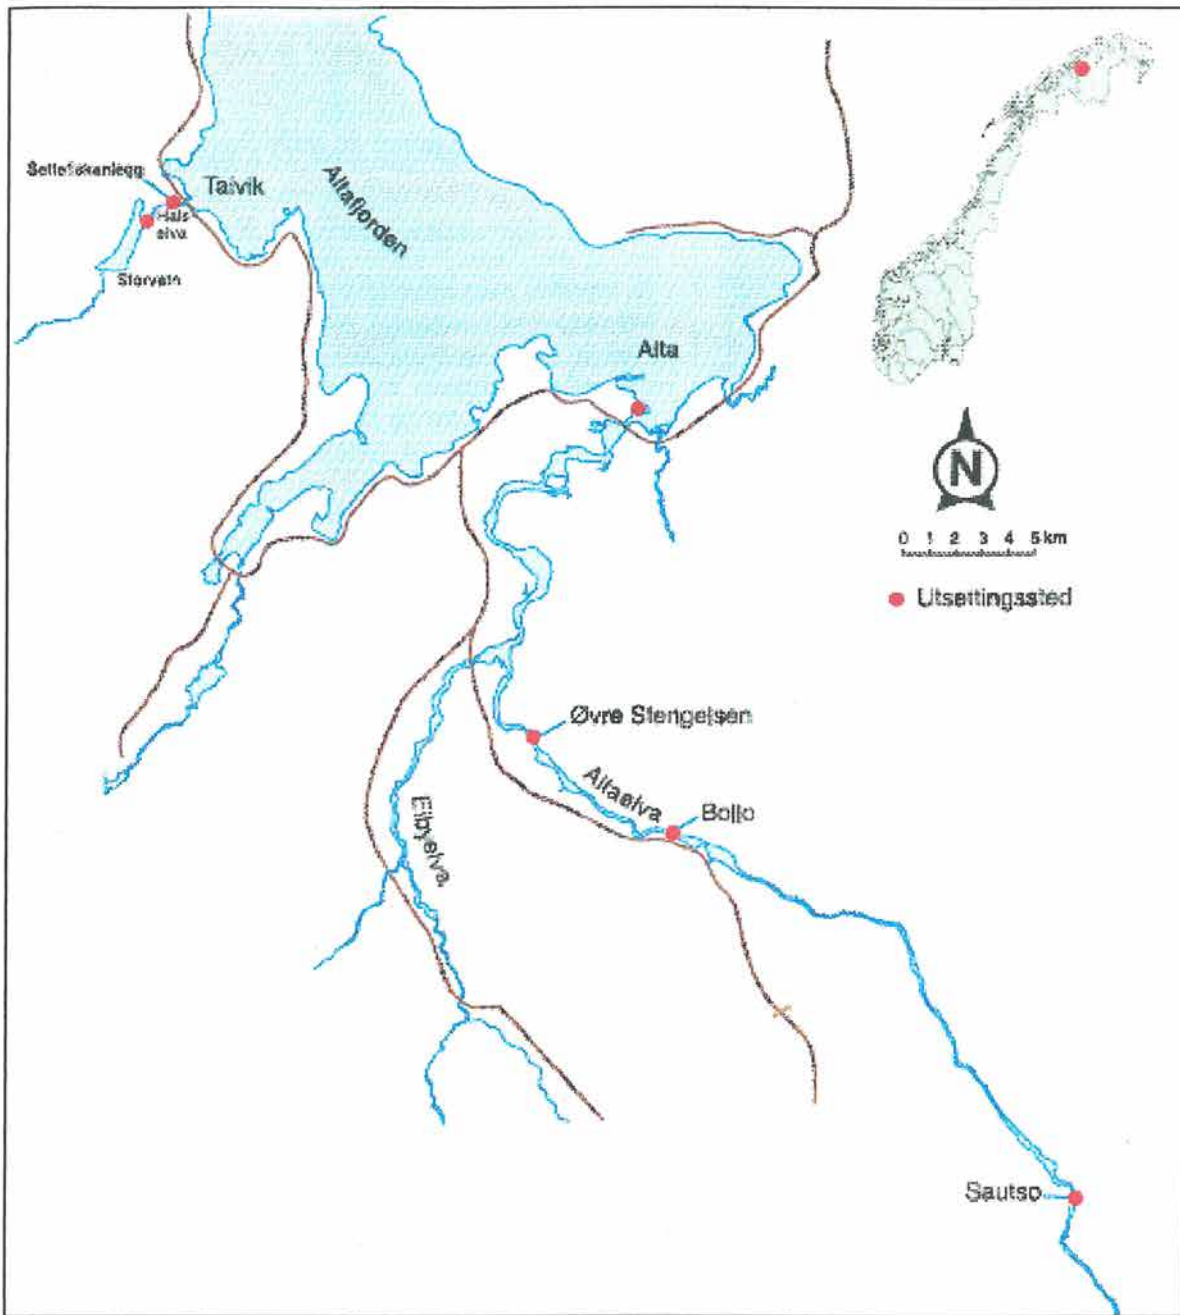 Settefiskanlegg
Talvik
Hals
elva
Storvatn
Altafjorden
Alta
N
0 1 2 3 4 5 km
Utsettingssted
Øvre Stengelsen
Altaelva
Bollo
Eibyelva
Sautso